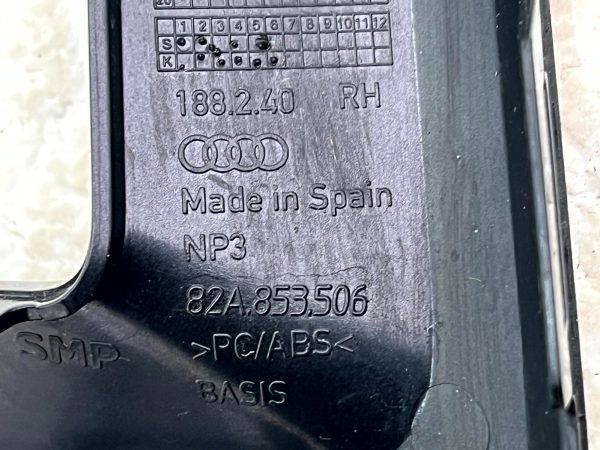 20
1 2 3 4 5 6 7 8 9 10 11 12
S
K
188.2.40 RH
Made in Spain
NP3
82A.853.506
SMP >PC/ABS<
BASIS